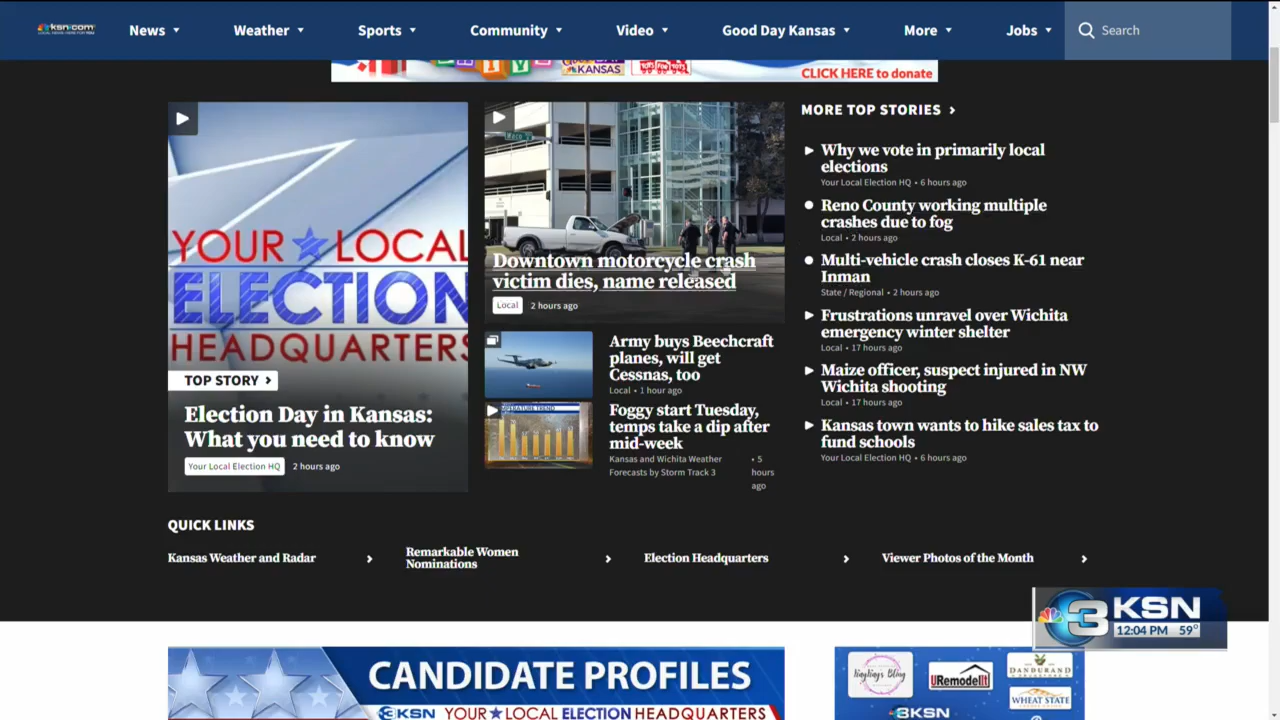 ksn.com
News
Weather
Sports
Community
Video
Good Day Kansas
More
Jobs
Search
KANSAS
CLICK HERE to donate
YOUR LOCAL
ELECTION
HEADQUARTERS
TOP STORY
Election Day in Kansas:
What you need to know
Your Local Election HQ
2 hours ago
Waco
Downtown motorcycle crash
victim dies, name released
Local
2 hours ago
Army buys Beechcraft
planes, will get
Cessnas, too
Local • 1 hour ago
Foggy start Tuesday,
temps take a dip after
mid-week
Kansas and Wichita Weather
Forecasts by Storm Track 3
• 5
hours
ago
MORE TOP STORIES
Why we vote in primarily local
elections
Your Local Election HQ • 6 hours ago
Reno County working multiple
crashes due to fog
Local • 2 hours ago
Multi-vehicle crash closes K-61 near
Inman
State / Regional • 2 hours ago
Frustrations unravel over Wichita
emergency winter shelter
Local • 17 hours ago
Maize officer, suspect injured in NW
Wichita shooting
Local • 17 hours ago
Kansas town wants to hike sales tax to
fund schools
Your Local Election HQ • 6 hours ago
QUICK LINKS
Kansas Weather and Radar
Remarkable Women
Nominations
Election Headquarters
Viewer Photos of the Month
3 KSN
12:04 PM 59°
CANDIDATE PROFILES
3KSN YOUR LOCAL ELECTION HEADQUARTERS
URemodelIt
DANDURAND
WHEAT STATE
3KSN